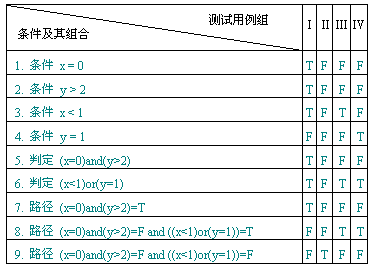 测试用例组 I II III IV
条件及其组合
1. 条件 x = 0 T F F F
2. 条件 y > 2 T F F F
3. 条件 x < 1 T F T F
4. 条件 y = 1 F F F T
5. 判定 (x=0)and(y>2) T F F F
6. 判定 (x<1)or(y=1) T F T T
7. 路径 (x=0)and(y>2)=T T F F F
8. 路径 (x=0)and(y>2)=F and ((x<1)or(y=1))=T F F T T
9. 路径 (x=0)and(y>2)=F and ((x<1)or(y=1))=F F T F F